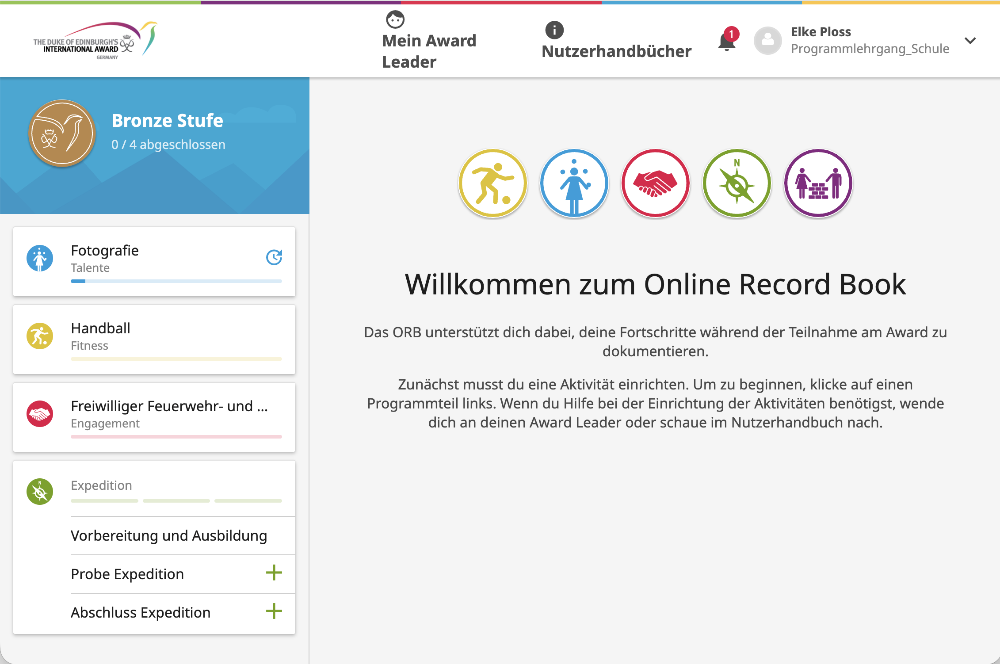 THE DUKE OF EDINBURGH'S
INTERNATIONAL AWARD
GERMANY
Mein Award
Leader
Nutzerhandbücher
1
Elke Ploss
Programmlehrgang_Schule
Bronze Stufe
0 / 4 abgeschlossen
Fotografie
Talente
Handball
Fitness
Freiwilliger Feuerwehr- und ...
Engagement
Expedition
Vorbereitung und Ausbildung
Probe Expedition
Abschluss Expedition
N
Willkommen zum Online Record Book
Das ORB unterstützt dich dabei, deine Fortschritte während der Teilnahme am Award zu
dokumentieren.
Zunächst musst du eine Aktivität einrichten. Um zu beginnen, klicke auf einen
Programmteil links. Wenn du Hilfe bei der Einrichtung der Aktivitäten benötigst, wende
dich an deinen Award Leader oder schaue im Nutzerhandbuch nach.